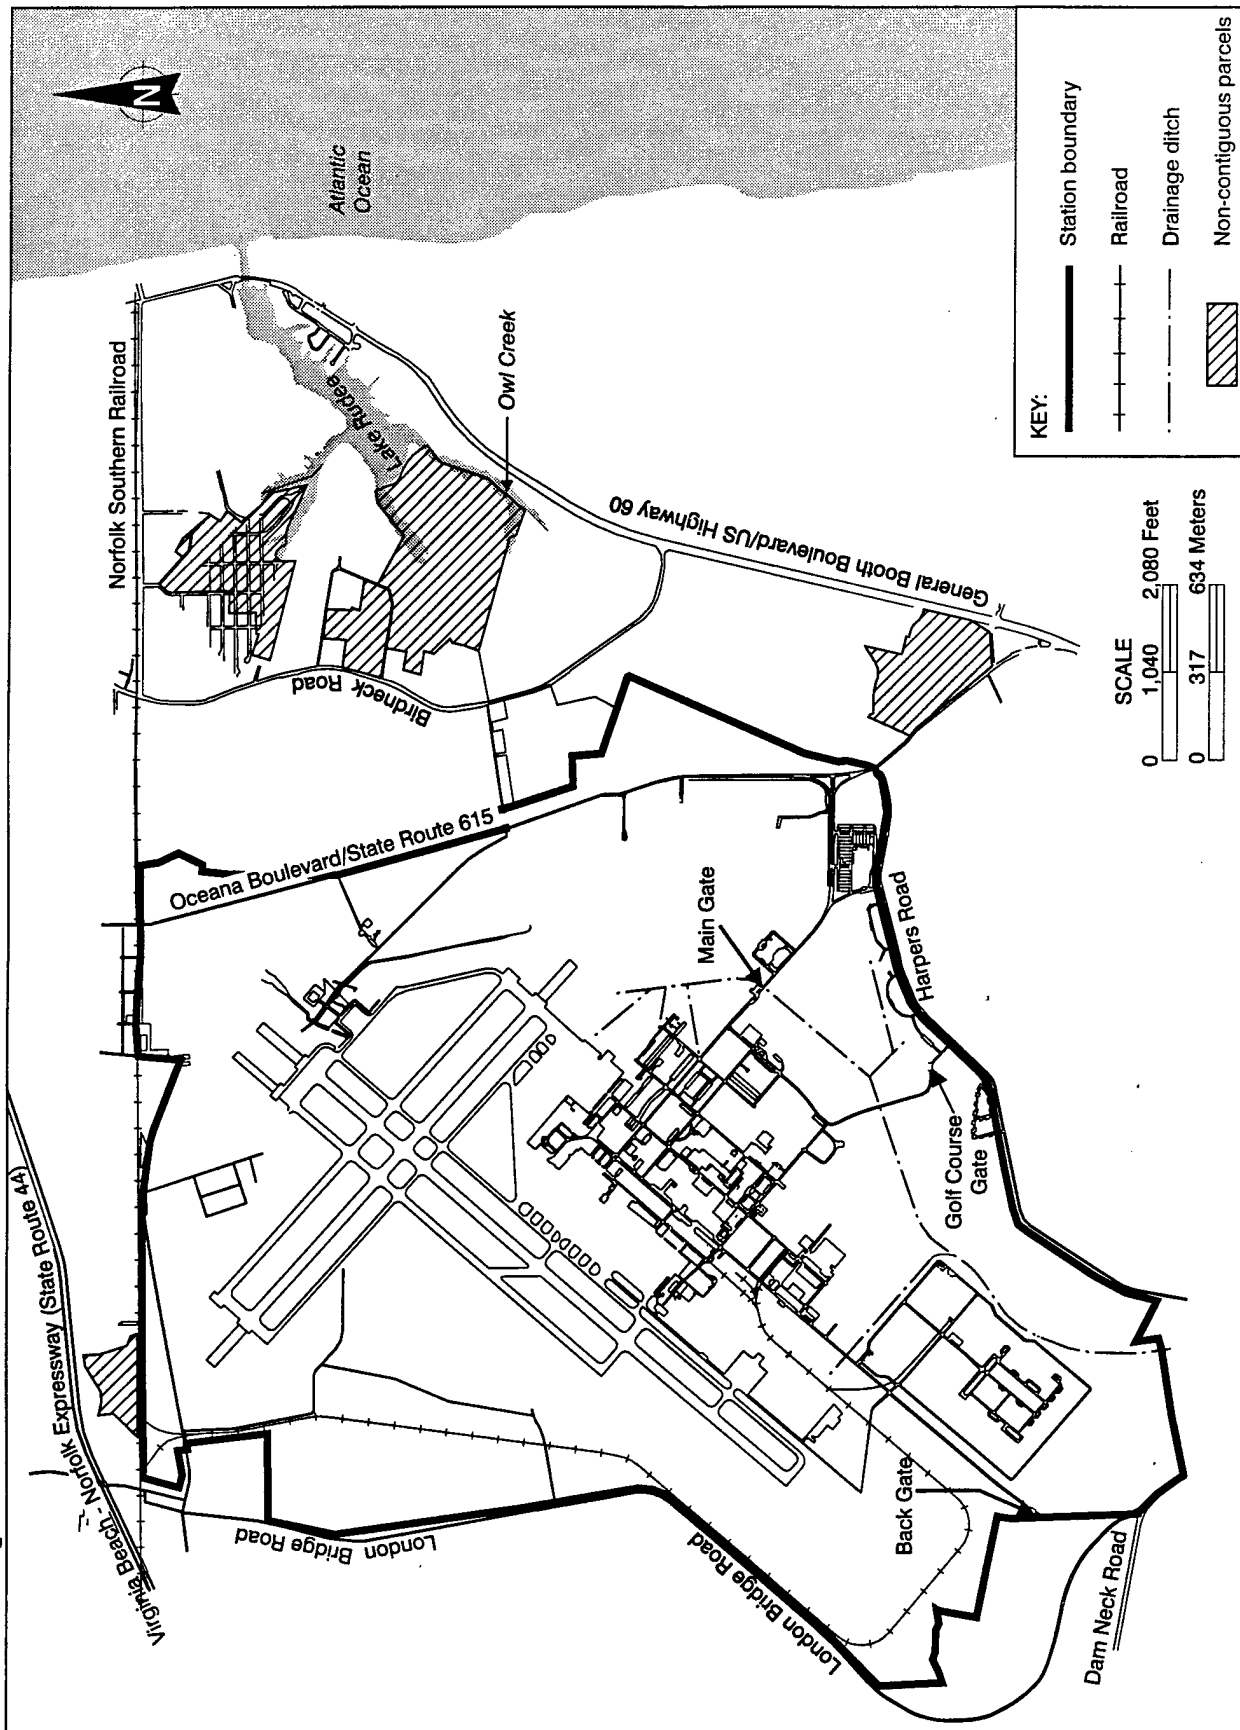 Virginia Beach - Norfolk Expressway (State Route 44)
Norfolk Southern Railroad
N
Atlantic
Ocean
Lake Rudee
Owl Creek
Birdneck Road
Oceana Boulevard/State Route 615
General Booth Boulevard/US Highway 60
London
Bridge Road
London Bridge Road
Main Gate
Harpers Road
Golf Course
Gate
Back Gate
Dam Neck Road
SCALE
0 1,040 2,080 Feet
0 317 634 Meters
KEY:
Station boundary
Railroad
Drainage ditch
Non-contiguous parcels